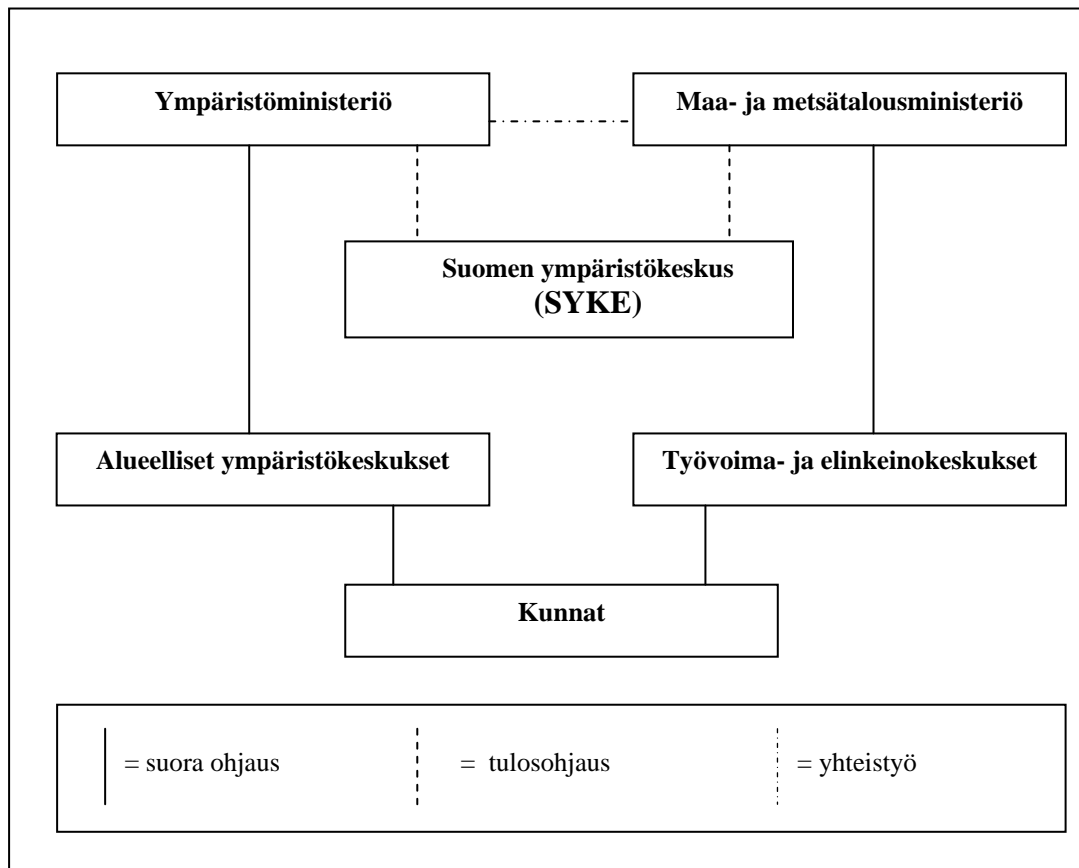 Ympäristöministeriö
Maa- ja metsätalousministeriö
Suomen ympäristökeskus
(SYKE)
Alueelliset ympäristökeskukset
Työvoima- ja elinkeinokeskukset
Kunnat
= suora ohjaus
= tulosohjaus
= yhteistyö